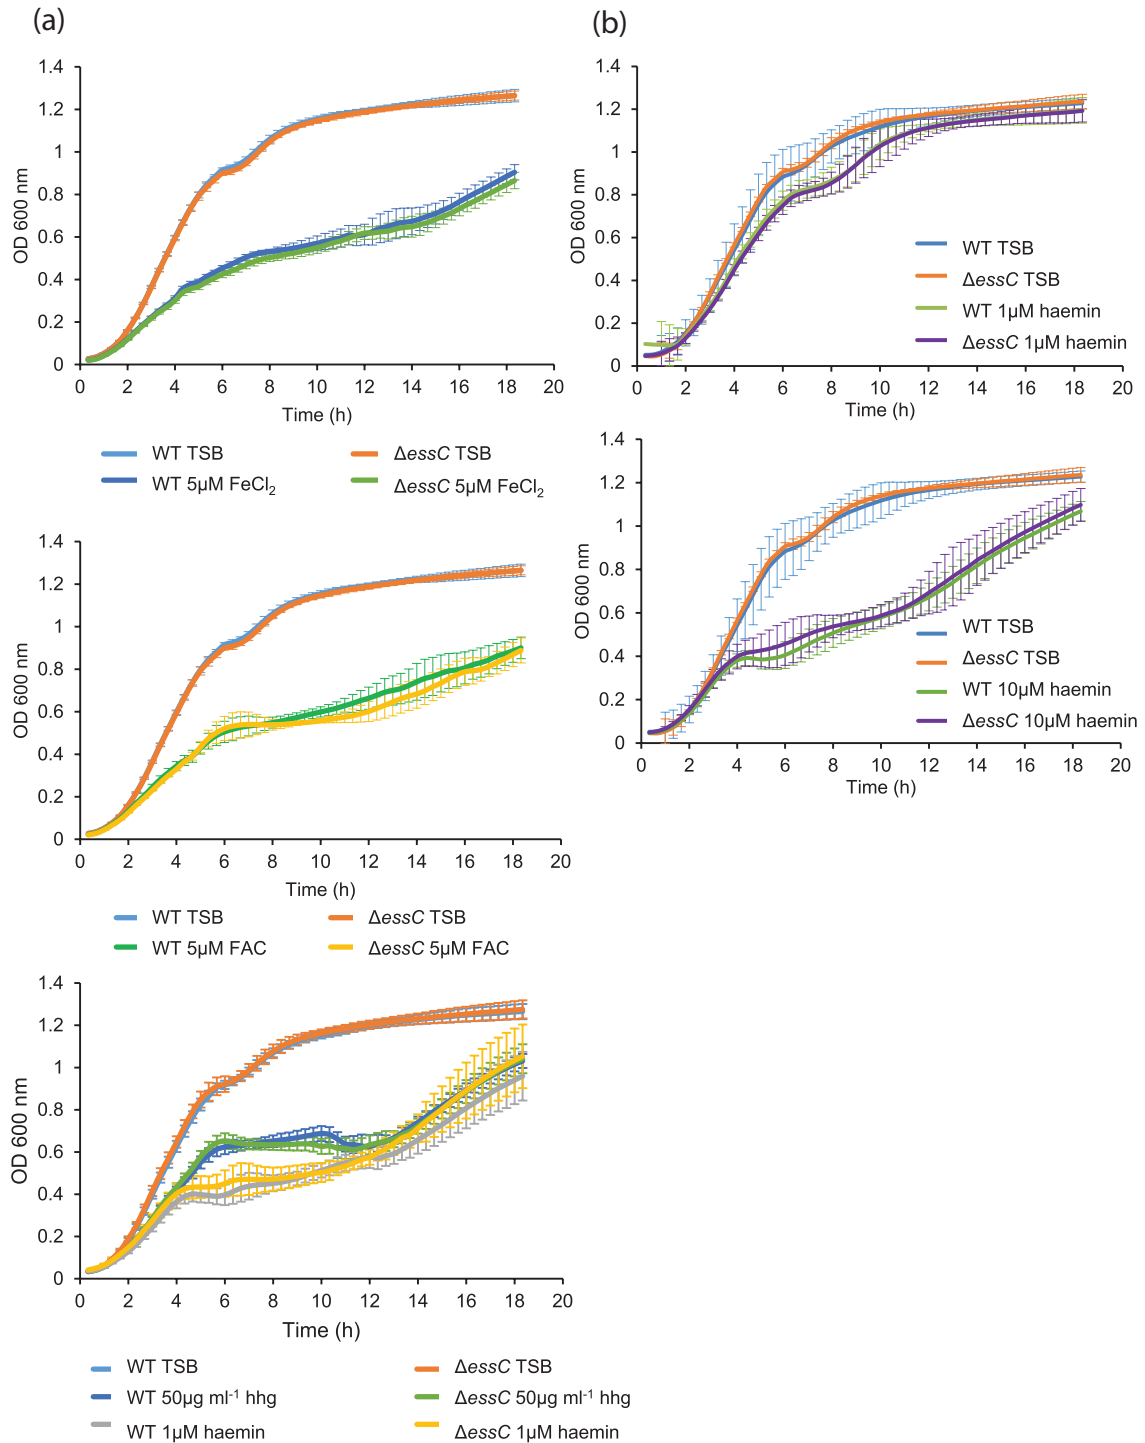 (a)
1.4
1.2
1
0.8
0.6
0.4
0.2
0
OD 600 nm
0 2 4 6 8 10 12 14 16 18 20
Time (h)
WT TSB
ΔessC TSB
WT 5µM FeCl₂
ΔessC 5µM FeCl₂
1.4
1.2
1
0.8
0.6
0.4
0.2
0
OD 600 nm
0 2 4 6 8 10 12 14 16 18 20
Time (h)
WT TSB
ΔessC TSB
WT 5µM FAC
ΔessC 5µM FAC
1.4
1.2
1
0.8
0.6
0.4
0.2
0
OD 600 nm
0 2 4 6 8 10 12 14 16 18 20
Time (h)
WT TSB
ΔessC TSB
WT 50µg ml⁻¹ hhg
ΔessC 50µg ml⁻¹ hhg
WT 1µM haemin
ΔessC 1µM haemin
(b)
1.4
1.2
1
0.8
0.6
0.4
0.2
0
OD 600 nm
0 2 4 6 8 10 12 14 16 18 20
Time (h)
WT TSB
ΔessC TSB
WT 1µM haemin
ΔessC 1µM haemin
1.4
1.2
1
0.8
0.6
0.4
0.2
0
OD 600 nm
0 2 4 6 8 10 12 14 16 18 20
Time (h)
WT TSB
ΔessC TSB
WT 10µM haemin
ΔessC 10µM haemin